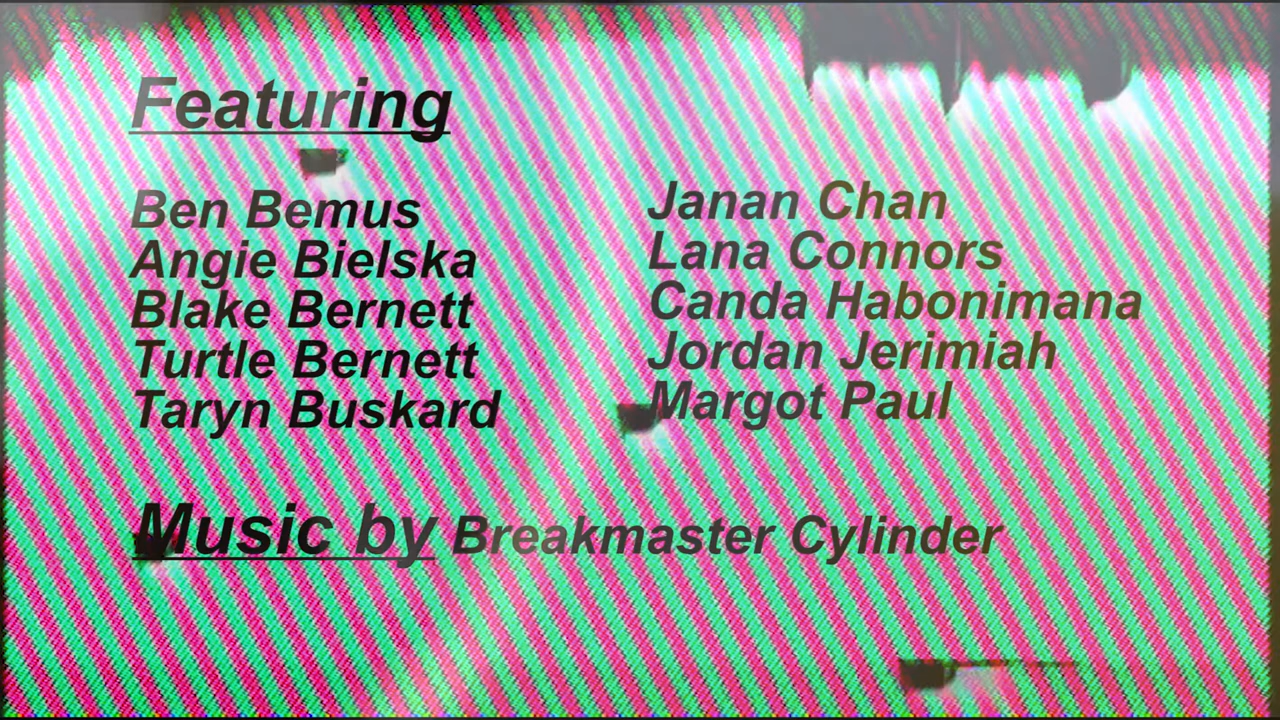 Featuring
Ben Bemus
Angie Bielska
Blake Bernett
Turtle Bernett
Taryn Buskard
Janan Chan
Lana Connors
Canda Habonimana
Jordan Jerimiah
Margot Paul
Music by Breakmaster Cylinder